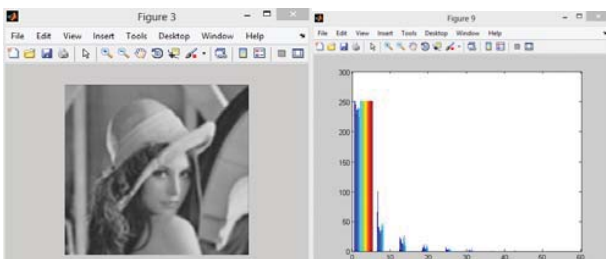 Figure 3
File Edit View Insert Tools Desktop Window Help
Figure 9
File Edit View Insert Tools Desktop Window Help
300
250
200
150
100
50
0
0 10 20 30 40 50 60